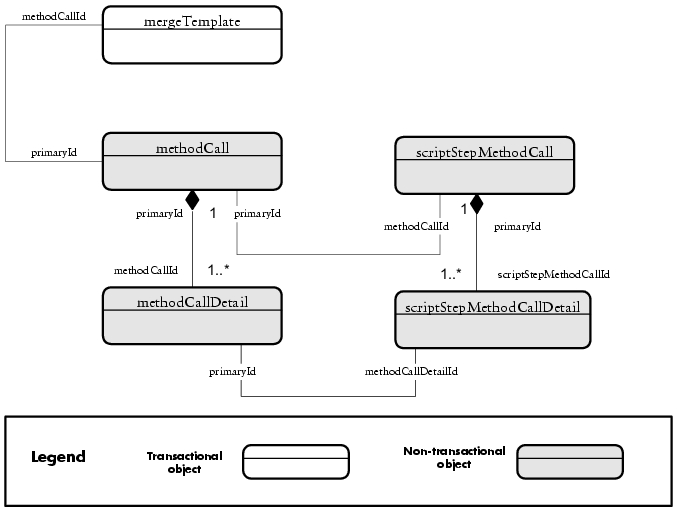 methodCallId
mergeTemplate
primaryId
methodCall
scriptStepMethodCall
primaryId
1
primaryId
1
methodCallId
primaryId
methodCallId
1..*
1..*
scriptStepMethodCallId
methodCallDetail
scriptStepMethodCallDetail
primaryId
methodCallDetailId
Legend
Transactional
object
Non-transactional
object